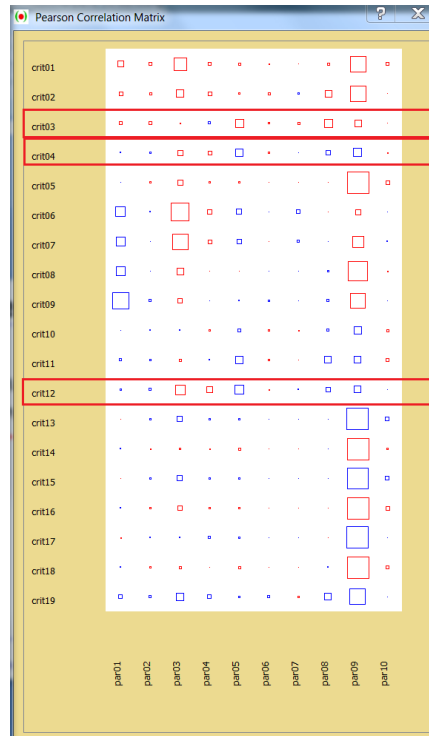 Pearson Correlation Matrix
?
X
crit01
crit02
crit03
crit04
crit05
crit06
crit07
crit08
crit09
crit10
crit11
crit12
crit13
crit14
crit15
crit16
crit17
crit18
crit19
par01
par02
par03
par04
par05
par06
par07
par08
par09
par10